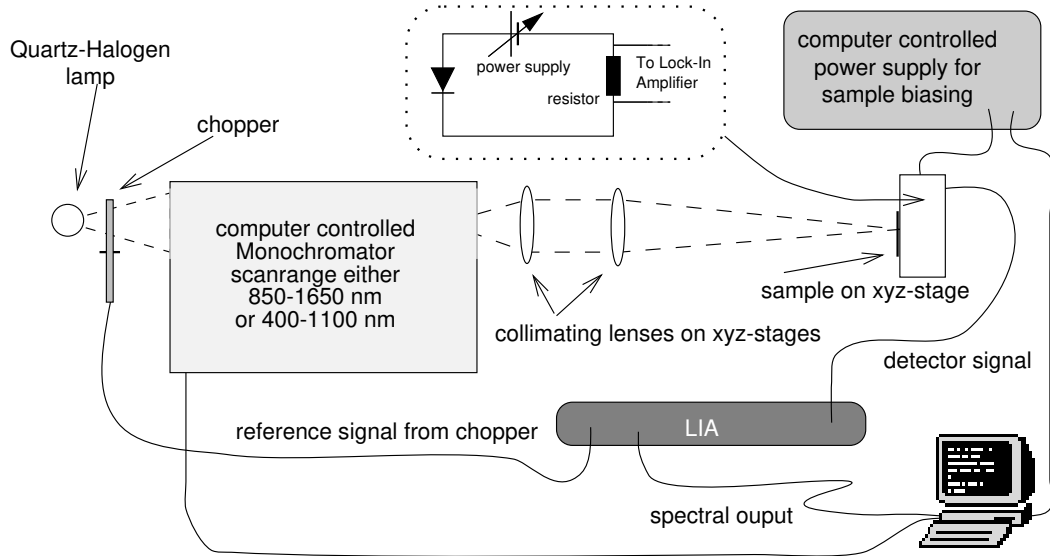 Quartz-Halogen
lamp
chopper
power supply
resistor
To Lock-In
Amplifier
computer controlled
power supply for
sample biasing
computer controlled
Monochromator
scanrange either
850-1650 nm
or 400-1100 nm
collimating lenses on xyz-stages
sample on xyz-stage
detector signal
reference signal from chopper
LIA
spectral ouput